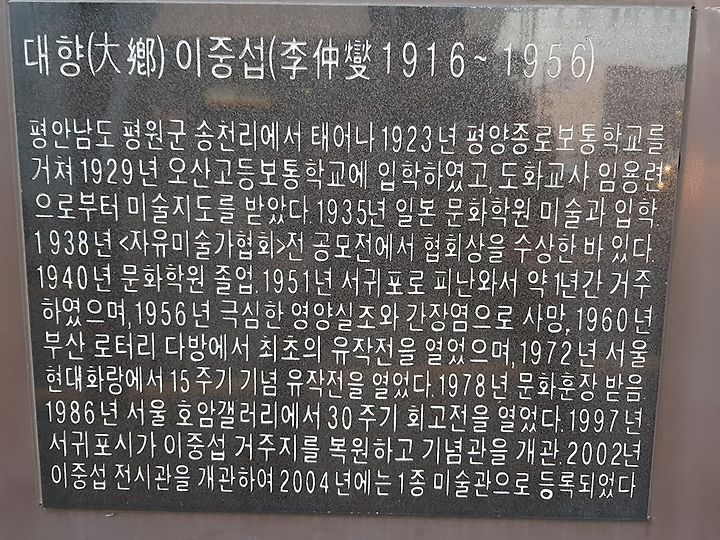 대향(大鄕) 이중섭(李仲燮 1916~1956)
평안남도 평원군 송천리에서 태어나 1923년 평양종로보통학교를
거쳐 1929년 오산고등보통학교에 입학하였고, 도화교사 임용련
으로부터 미술지도를 받았다. 1935년 일본 문화학원 미술과 입학.
1938년 <자유미술가협회>전 공모전에서 협회상을 수상한 바 있다.
1940년 문화학원 졸업. 1951년 서귀포로 피난와서 약 1년간 거주
하였으며, 1956년 극심한 영양실조와 간장염으로 사망, 1960년
부산 로터리 다방에서 최초의 유작전을 열었으며, 1972년 서울
현대화랑에서 15주기 기념 유작전을 열었다. 1978년 문화훈장 받음
1986년 서울 호암갤러리에서 30주기 회고전을 열었다. 1997년
서귀포시가 이중섭 거주지를 복원하고 기념관을 개관. 2002년
이중섭 전시관을 개관하여 2004년에는 1종 미술관으로 등록되었다